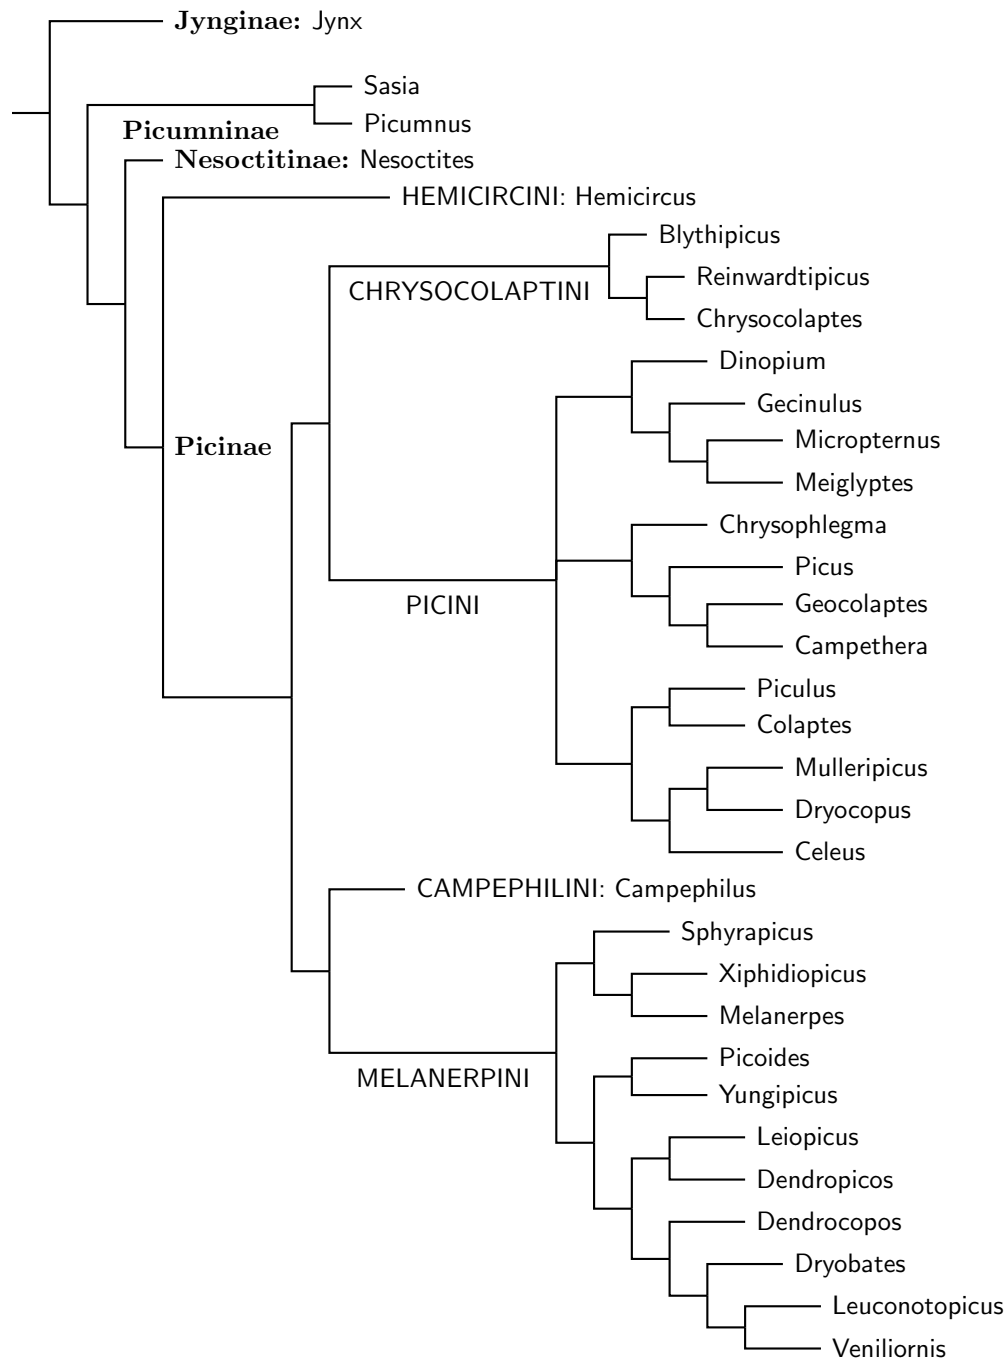 Jynginae: Jynx
Sasia
Picumnus
Picumninae
Nesoctitinae: Nesoctites
HEMICIRCINI: Hemicircus
Blythipicus
Reinwardtipicus
CHRYSOCOLAPTINI
Chrysocolaptes
Dinopium
Gecinulus
Micropternus
Picinae
Meiglyptes
Chrysophlegma
Picus
Geocolaptes
PICINI
Campethera
Piculus
Colaptes
Mulleripicus
Dryocopus
Celeus
CAMPEPHILINI: Campephilus
Sphyrapicus
Xiphidiopicus
Melanerpes
Picoides
MELANERPINI
Yungipicus
Leiopicus
Dendropicos
Dendrocopos
Dryobates
Leuconotopicus
Veniliornis